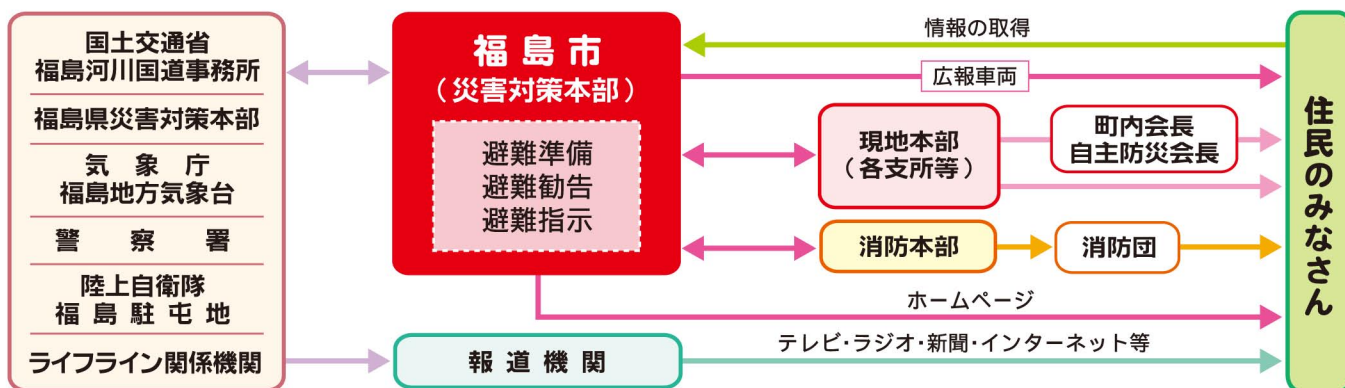 国土交通省
福島河川国道事務所
福島県災害対策本部
気象庁
福島地方気象台
警察署
陸上自衛隊
福島駐屯地
ライフライン関係機関
福島市
（災害対策本部）
避難準備
避難勧告
避難指示
報道機関
情報の取得
広報車両
現地本部
（各支所等）
町内会長
自主防災会長
消防本部
消防団
ホームページ
テレビ・ラジオ・新聞・インターネット等
住民のみなさん